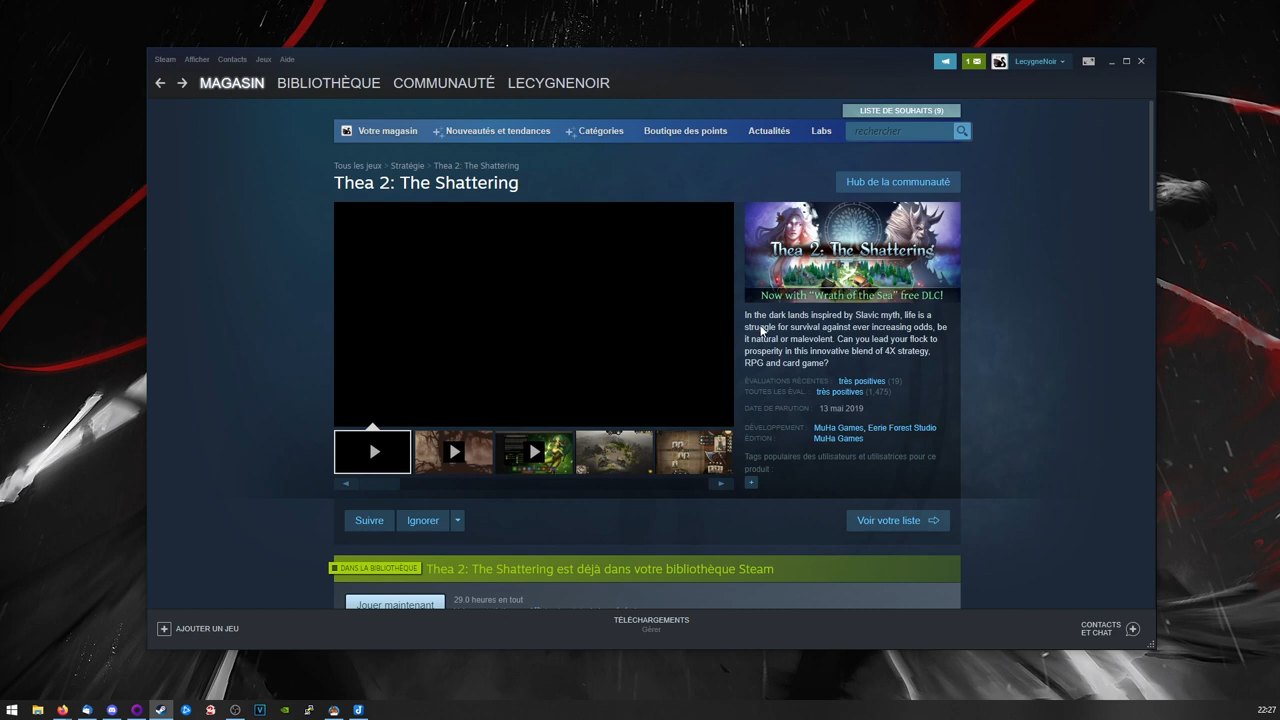 Steam Afficher Contacts Jeux Aide
1
LecygneNoir
MAGASIN BIBLIOTHÈQUE COMMUNAUTÉ LECYGNENOIR
LISTE DE SOUHAITS (9)
Votre magasin Nouveautés et tendances Catégories Boutique des points Actualités Labs rechercher
Tous les jeux > Stratégie > Thea 2: The Shattering
Thea 2: The Shattering
Hub de la communauté
Thea 2: The Shattering
Now with "Wrath of the Sea" free DLC!
In the dark lands inspired by Slavic myth, life is a
struggle for survival against ever increasing odds, be
it natural or malevolent. Can you lead your flock to
prosperity in this innovative blend of 4X strategy,
RPG and card game?
ÉVALUATIONS RÉCENTES : très positives (19)
TOUTES LES ÉVAL. : très positives (1,475)
DATE DE PARUTION : 13 mai 2019
DÉVELOPPEMENT : MuHa Games, Eerie Forest Studio
ÉDITION : MuHa Games
Tags populaires des utilisateurs et utilisatrices pour ce
produit :
+
Suivre Ignorer Voir votre liste
DANS LA BIBLIOTHÈQUE Thea 2: The Shattering est déjà dans votre bibliothèque Steam
Jouer maintenant 29.0 heures en tout
AJOUTER UN JEU
TÉLÉCHARGEMENTS
Gérer
CONTACTS
ET CHAT
22:27